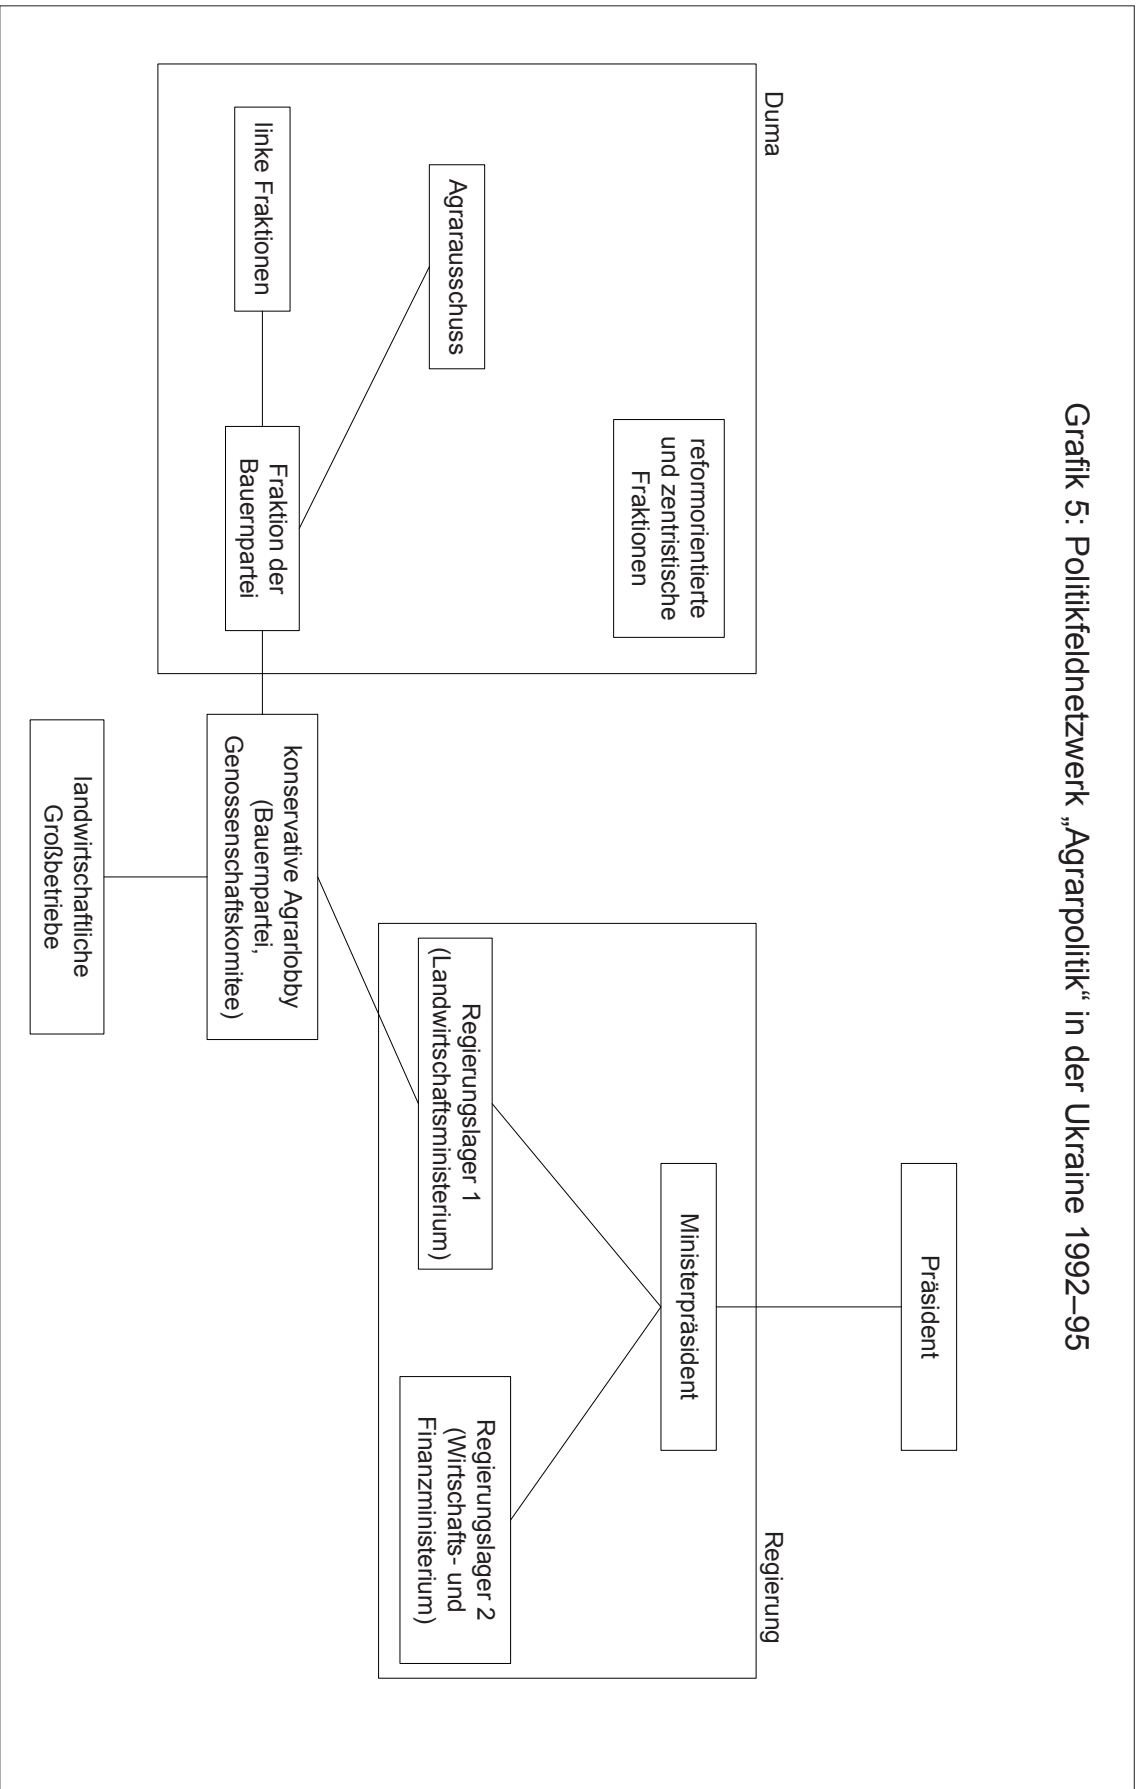 Grafik 5: Politikfeldnetzwerk „Agrarpolitik“ in der Ukraine 1992–95
Präsident
Duma
Regierung
reformorientierte
und zentristische
Fraktionen
Ministerpräsident
Agrarausschuss
Regierungslager 1
(Landwirtschaftsministerium)
Regierungslager 2
(Wirtschafts- und
Finanzministerium)
linke Fraktionen
Fraktion der
Bauernpartei
konservative Agrarlobby
(Bauernpartei,
Genossenschaftskomitee)
landwirtschaftliche
Großbetriebe